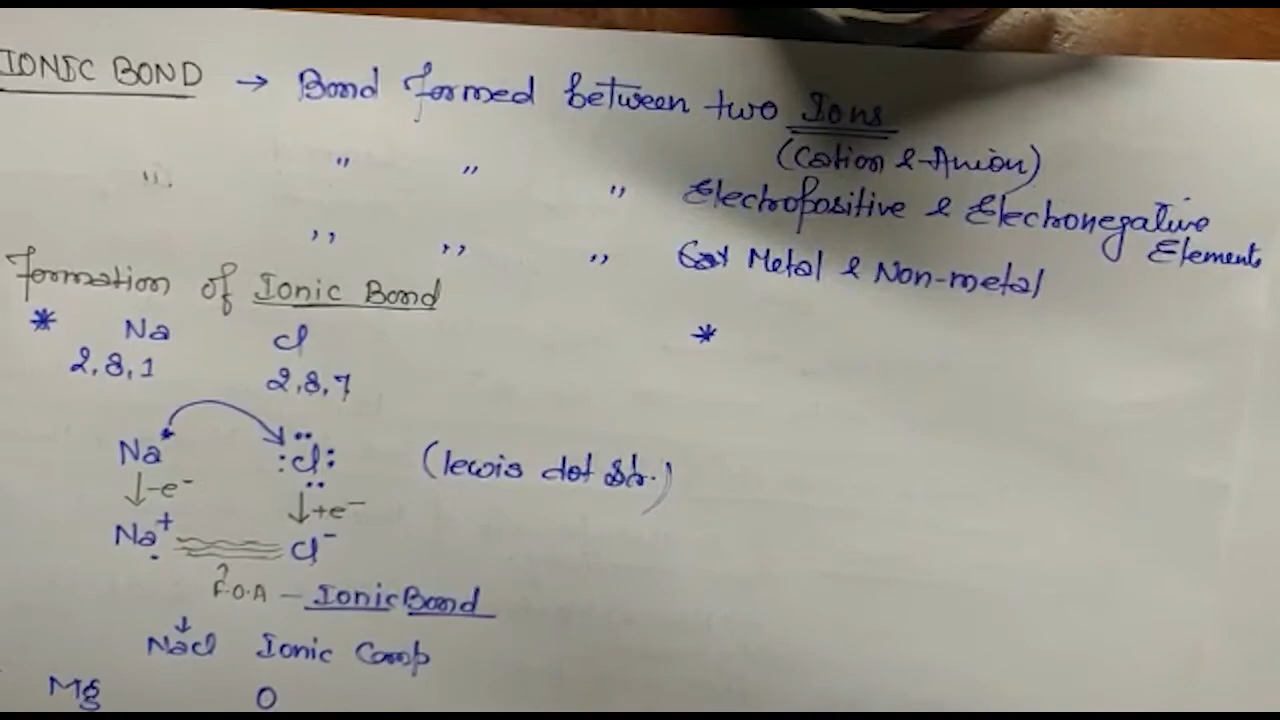 IONIC BOND → Bond formed between two Ions
(Cation & Anion)
" " " " Electropositive & Electronegative
Elements
,, ,, ,, Metal & Non-metal
Formation of Ionic Bond
* Na Cl *
2,8,1 2,8,7
Na Cl (lewis dot Str.)
↓-e⁻ ↓+e⁻
Na⁺ Cl⁻
F.O.A - Ionic Bond
↓
NaCl Ionic Comp
Mg O